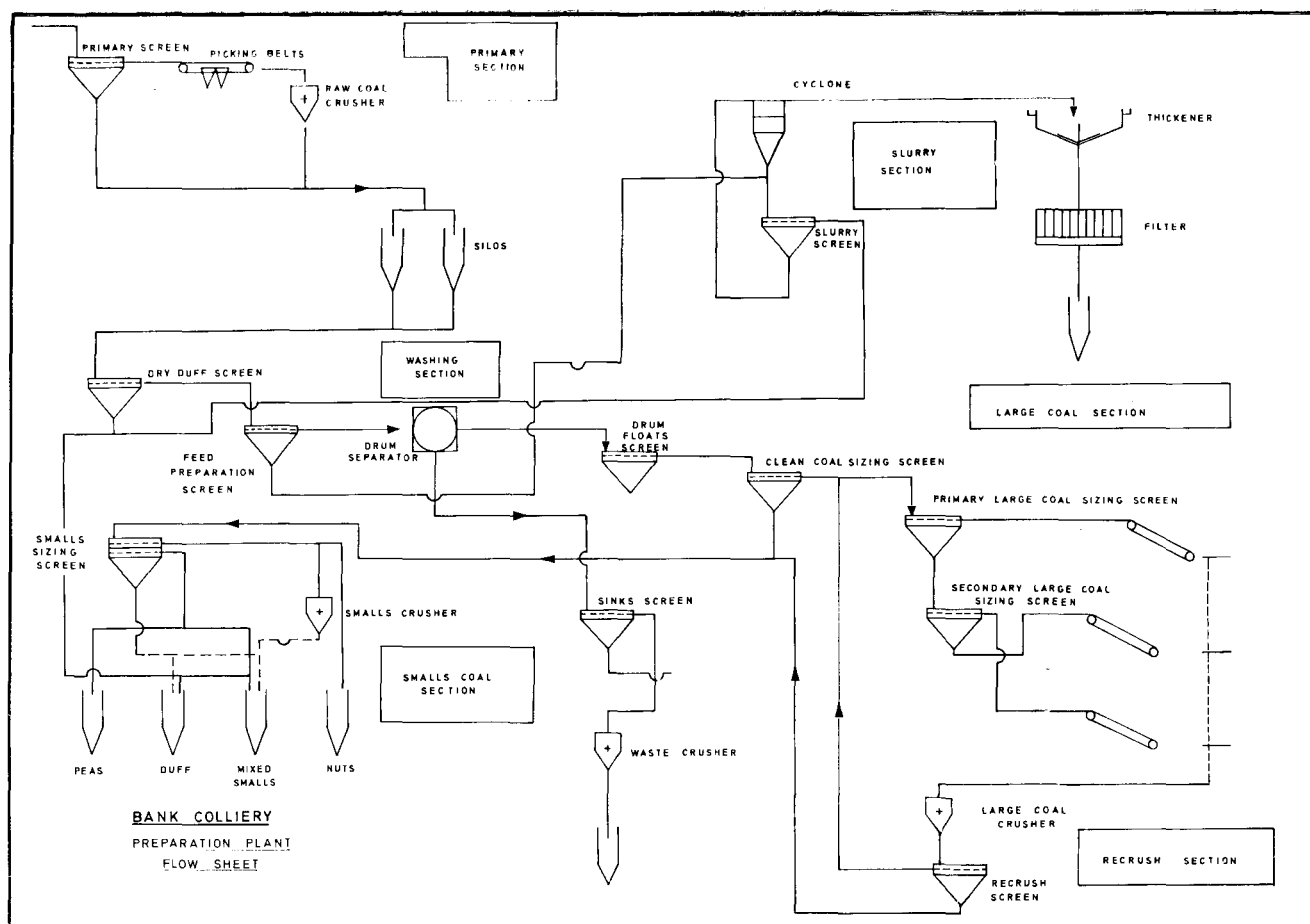 PRIMARY SCREEN
PICKING BELTS
RAW COAL
CRUSHER
PRIMARY
SECTION
CYCLONE
THICKENER
SLURRY
SECTION
SLURRY
SCREEN
FILTER
SILOS
WASHING
SECTION
DRY DUFF SCREEN
LARGE COAL SECTION
FEED
PREPARATION
SCREEN
DRUM
SEPARATOR
DRUM
FLOATS
SCREEN
CLEAN COAL SIZING SCREEN
PRIMARY LARGE COAL SIZING SCREEN
SMALLS
SIZING
SCREEN
SECONDARY LARGE COAL
SIZING SCREEN
SMALLS CRUSHER
SINKS SCREEN
SMALLS COAL
SECTION
WASTE CRUSHER
PEAS
DUFF
MIXED
SMALLS
NUTS
BANK COLLIERY
PREPARATION PLANT
FLOW SHEET
LARGE COAL
CRUSHER
RECRUSH SECTION
RECRUSH
SCREEN